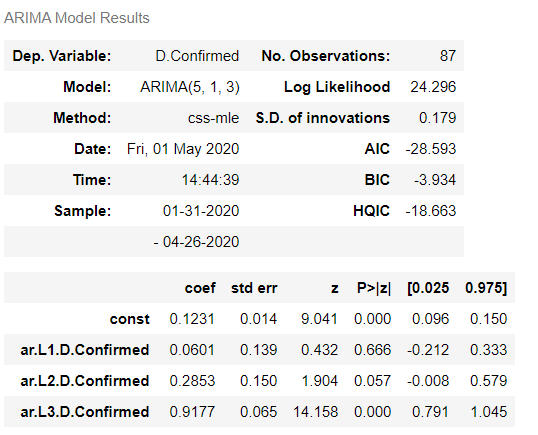 ARIMA Model Results
Dep. Variable: D.Confirmed No. Observations: 87
Model: ARIMA(5, 1, 3) Log Likelihood 24.296
Method: css-mle S.D. of innovations 0.179
Date: Fri, 01 May 2020 AIC -28.593
Time: 14:44:39 BIC -3.934
Sample: 01-31-2020 HQIC -18.663
- 04-26-2020
coef std err z P>|z| [0.025 0.975]
const 0.1231 0.014 9.041 0.000 0.096 0.150
ar.L1.D.Confirmed 0.0601 0.139 0.432 0.666 -0.212 0.333
ar.L2.D.Confirmed 0.2853 0.150 1.904 0.057 -0.008 0.579
ar.L3.D.Confirmed 0.9177 0.065 14.158 0.000 0.791 1.045